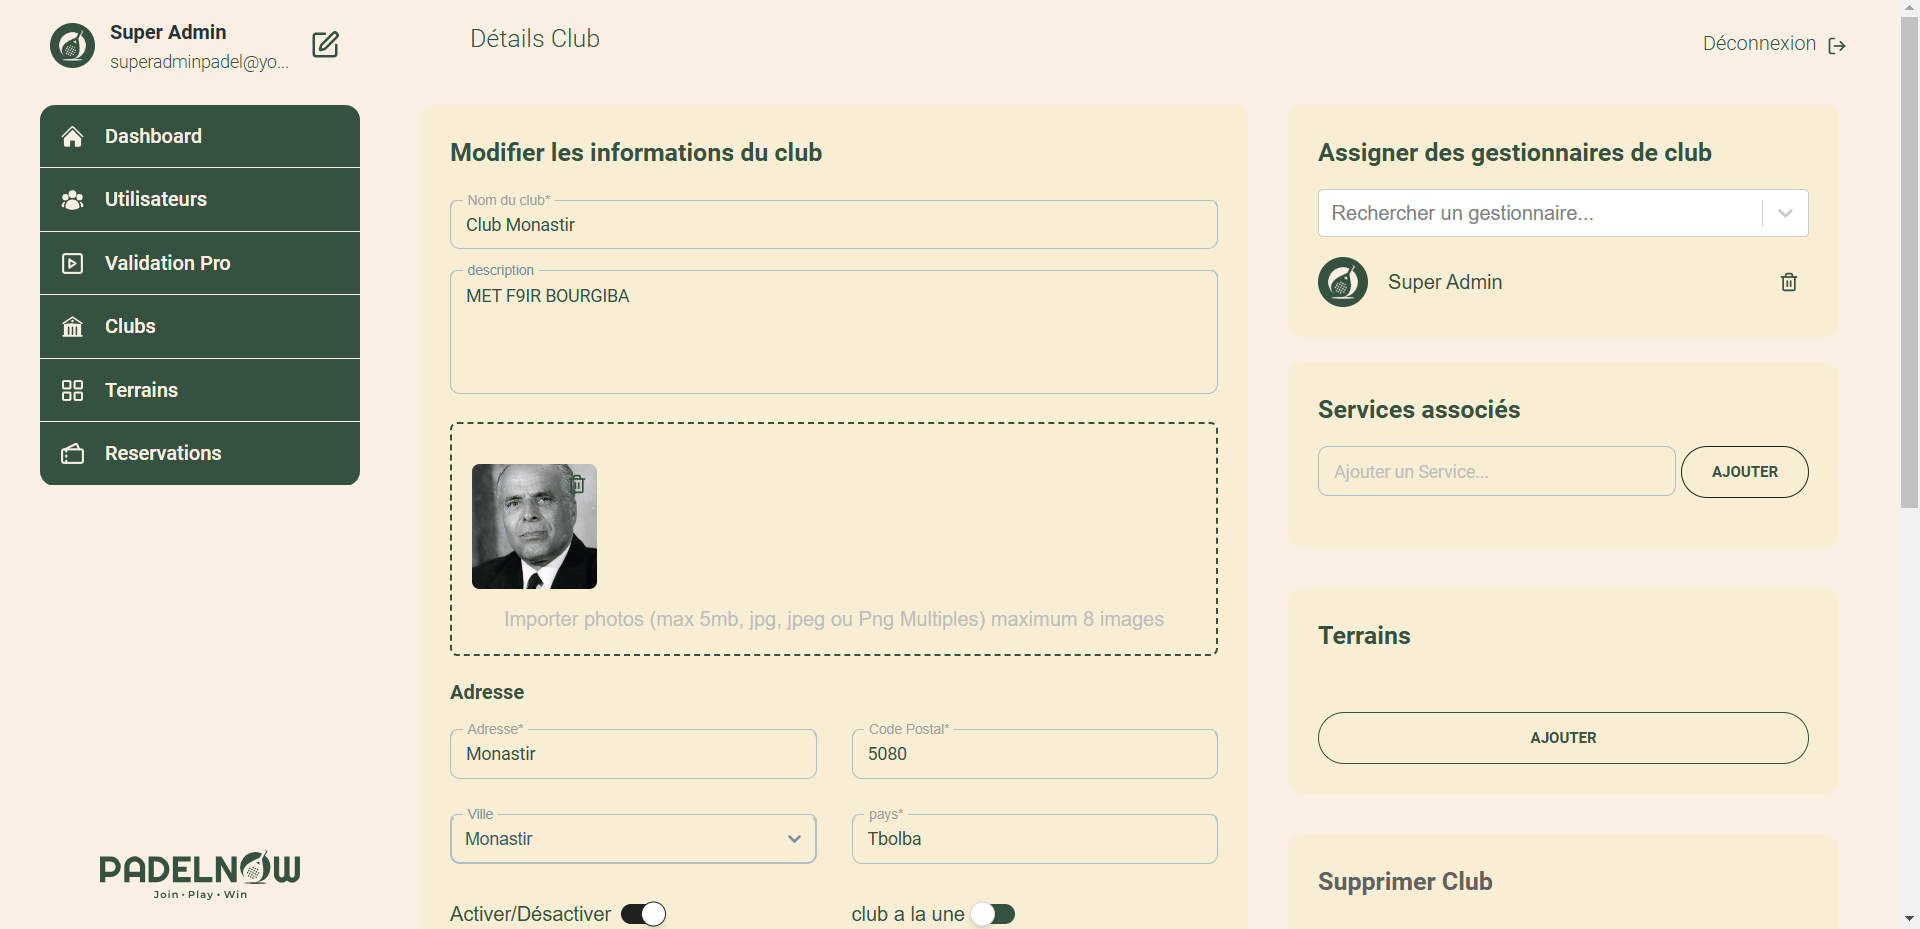 Super Admin
superadminpadel@yo...
Détails Club
Déconnexion
Dashboard
Utilisateurs
Validation Pro
Clubs
Terrains
Reservations
PADELNOW
Join • Play • Win
Modifier les informations du club
Nom du club*
Club Monastir
description
MET F9IR BOURGIBA
Importer photos (max 5mb, jpg, jpeg ou Png Multiples) maximum 8 images
Adresse
Adresse*
Monastir
Code Postal*
5080
Ville
Monastir
pays*
Tbolba
Activer/Désactiver
club a la une
Assigner des gestionnaires de club
Rechercher un gestionnaire...
Super Admin
Services associés
Ajouter un Service...
AJOUTER
Terrains
AJOUTER
Supprimer Club